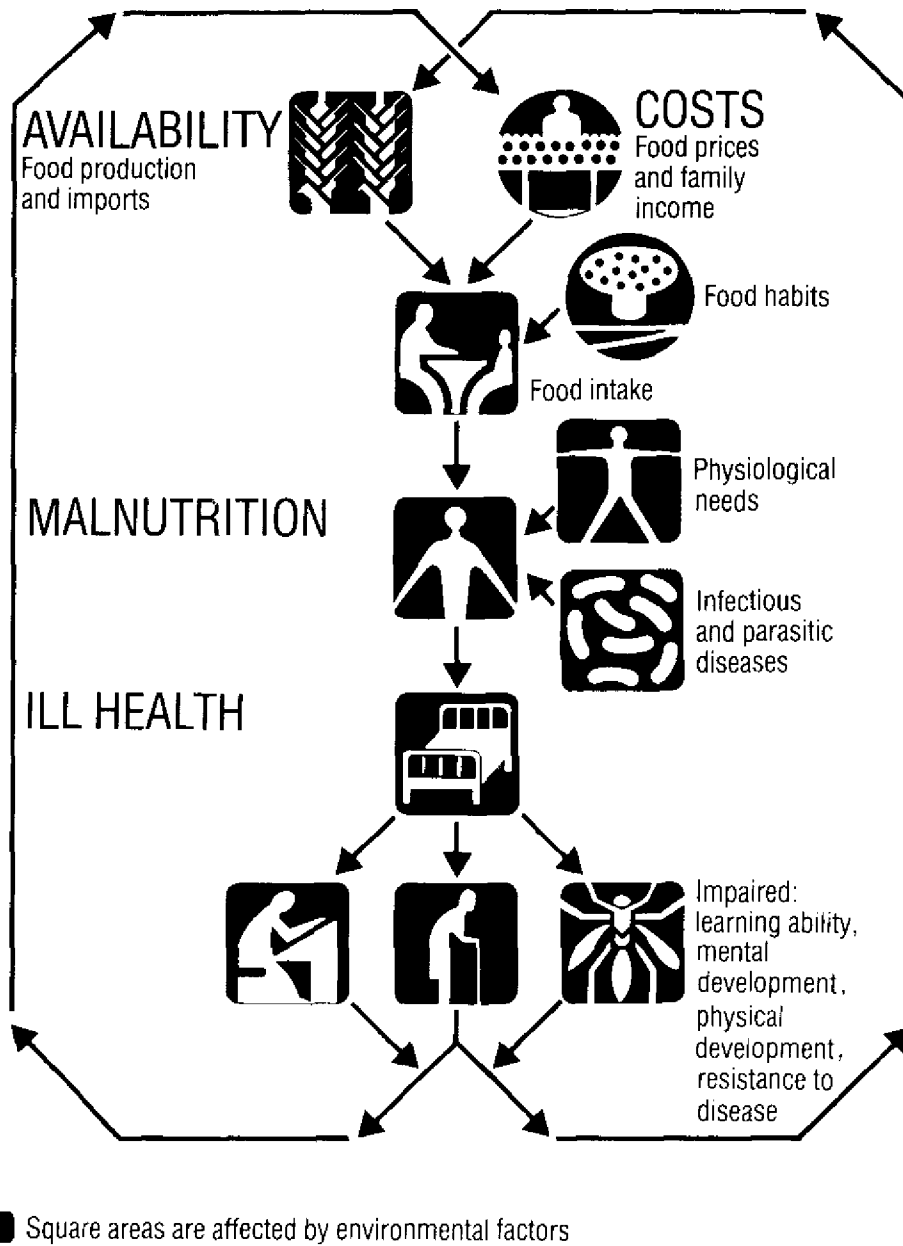 AVAILABILITY
Food production
and imports
COSTS
Food prices
and family
income
Food habits
Food intake
Physiological
needs
MALNUTRITION
Infectious
and parasitic
diseases
ILL HEALTH
Impaired:
learning ability,
mental
development,
physical
development,
resistance to
disease
Square areas are affected by environmental factors